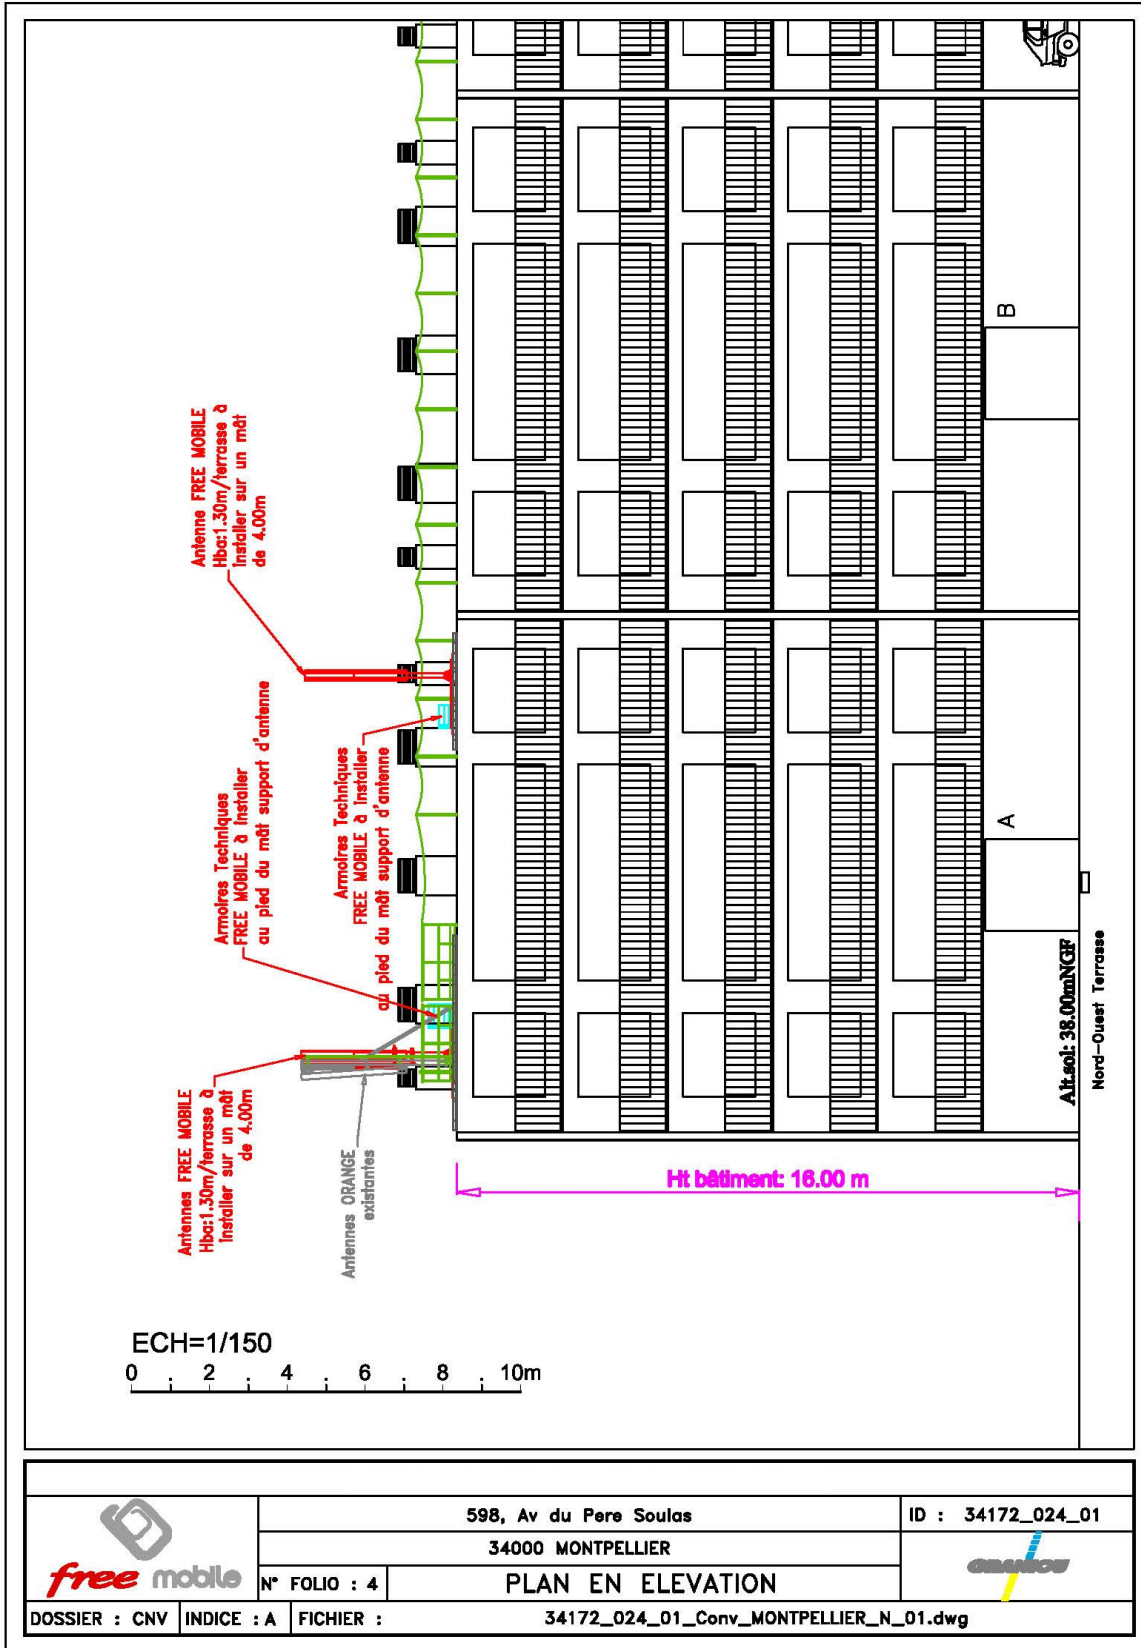 Antenne FREE MOBILE
Hba:1.30m/terrasse à
installer sur un mât
de 4.00m
Armoires Techniques
FREE MOBILE à installer
au pied du mât support d'antenne
Armoires Techniques
FREE MOBILE à installer
au pied du mât support d'antenne
Antennes FREE MOBILE
Hba:1.30m/terrasse à
installer sur un mât
de 4.00m
Antennes ORANGE
existantes
B
A
Alt.sol: 38.00mNGF
Nord-Ouest Terrasse
Ht bâtiment: 16.00 m
ECH=1/150
0 2 4 6 8 10m
598, Av du Pere Soulas
ID : 34172_024_01
34000 MONTPELLIER
free mobile
GRANIOU
N° FOLIO : 4
PLAN EN ELEVATION
DOSSIER : CNV
INDICE : A
FICHIER :
34172_024_01_Conv_MONTPELLIER_N_01.dwg